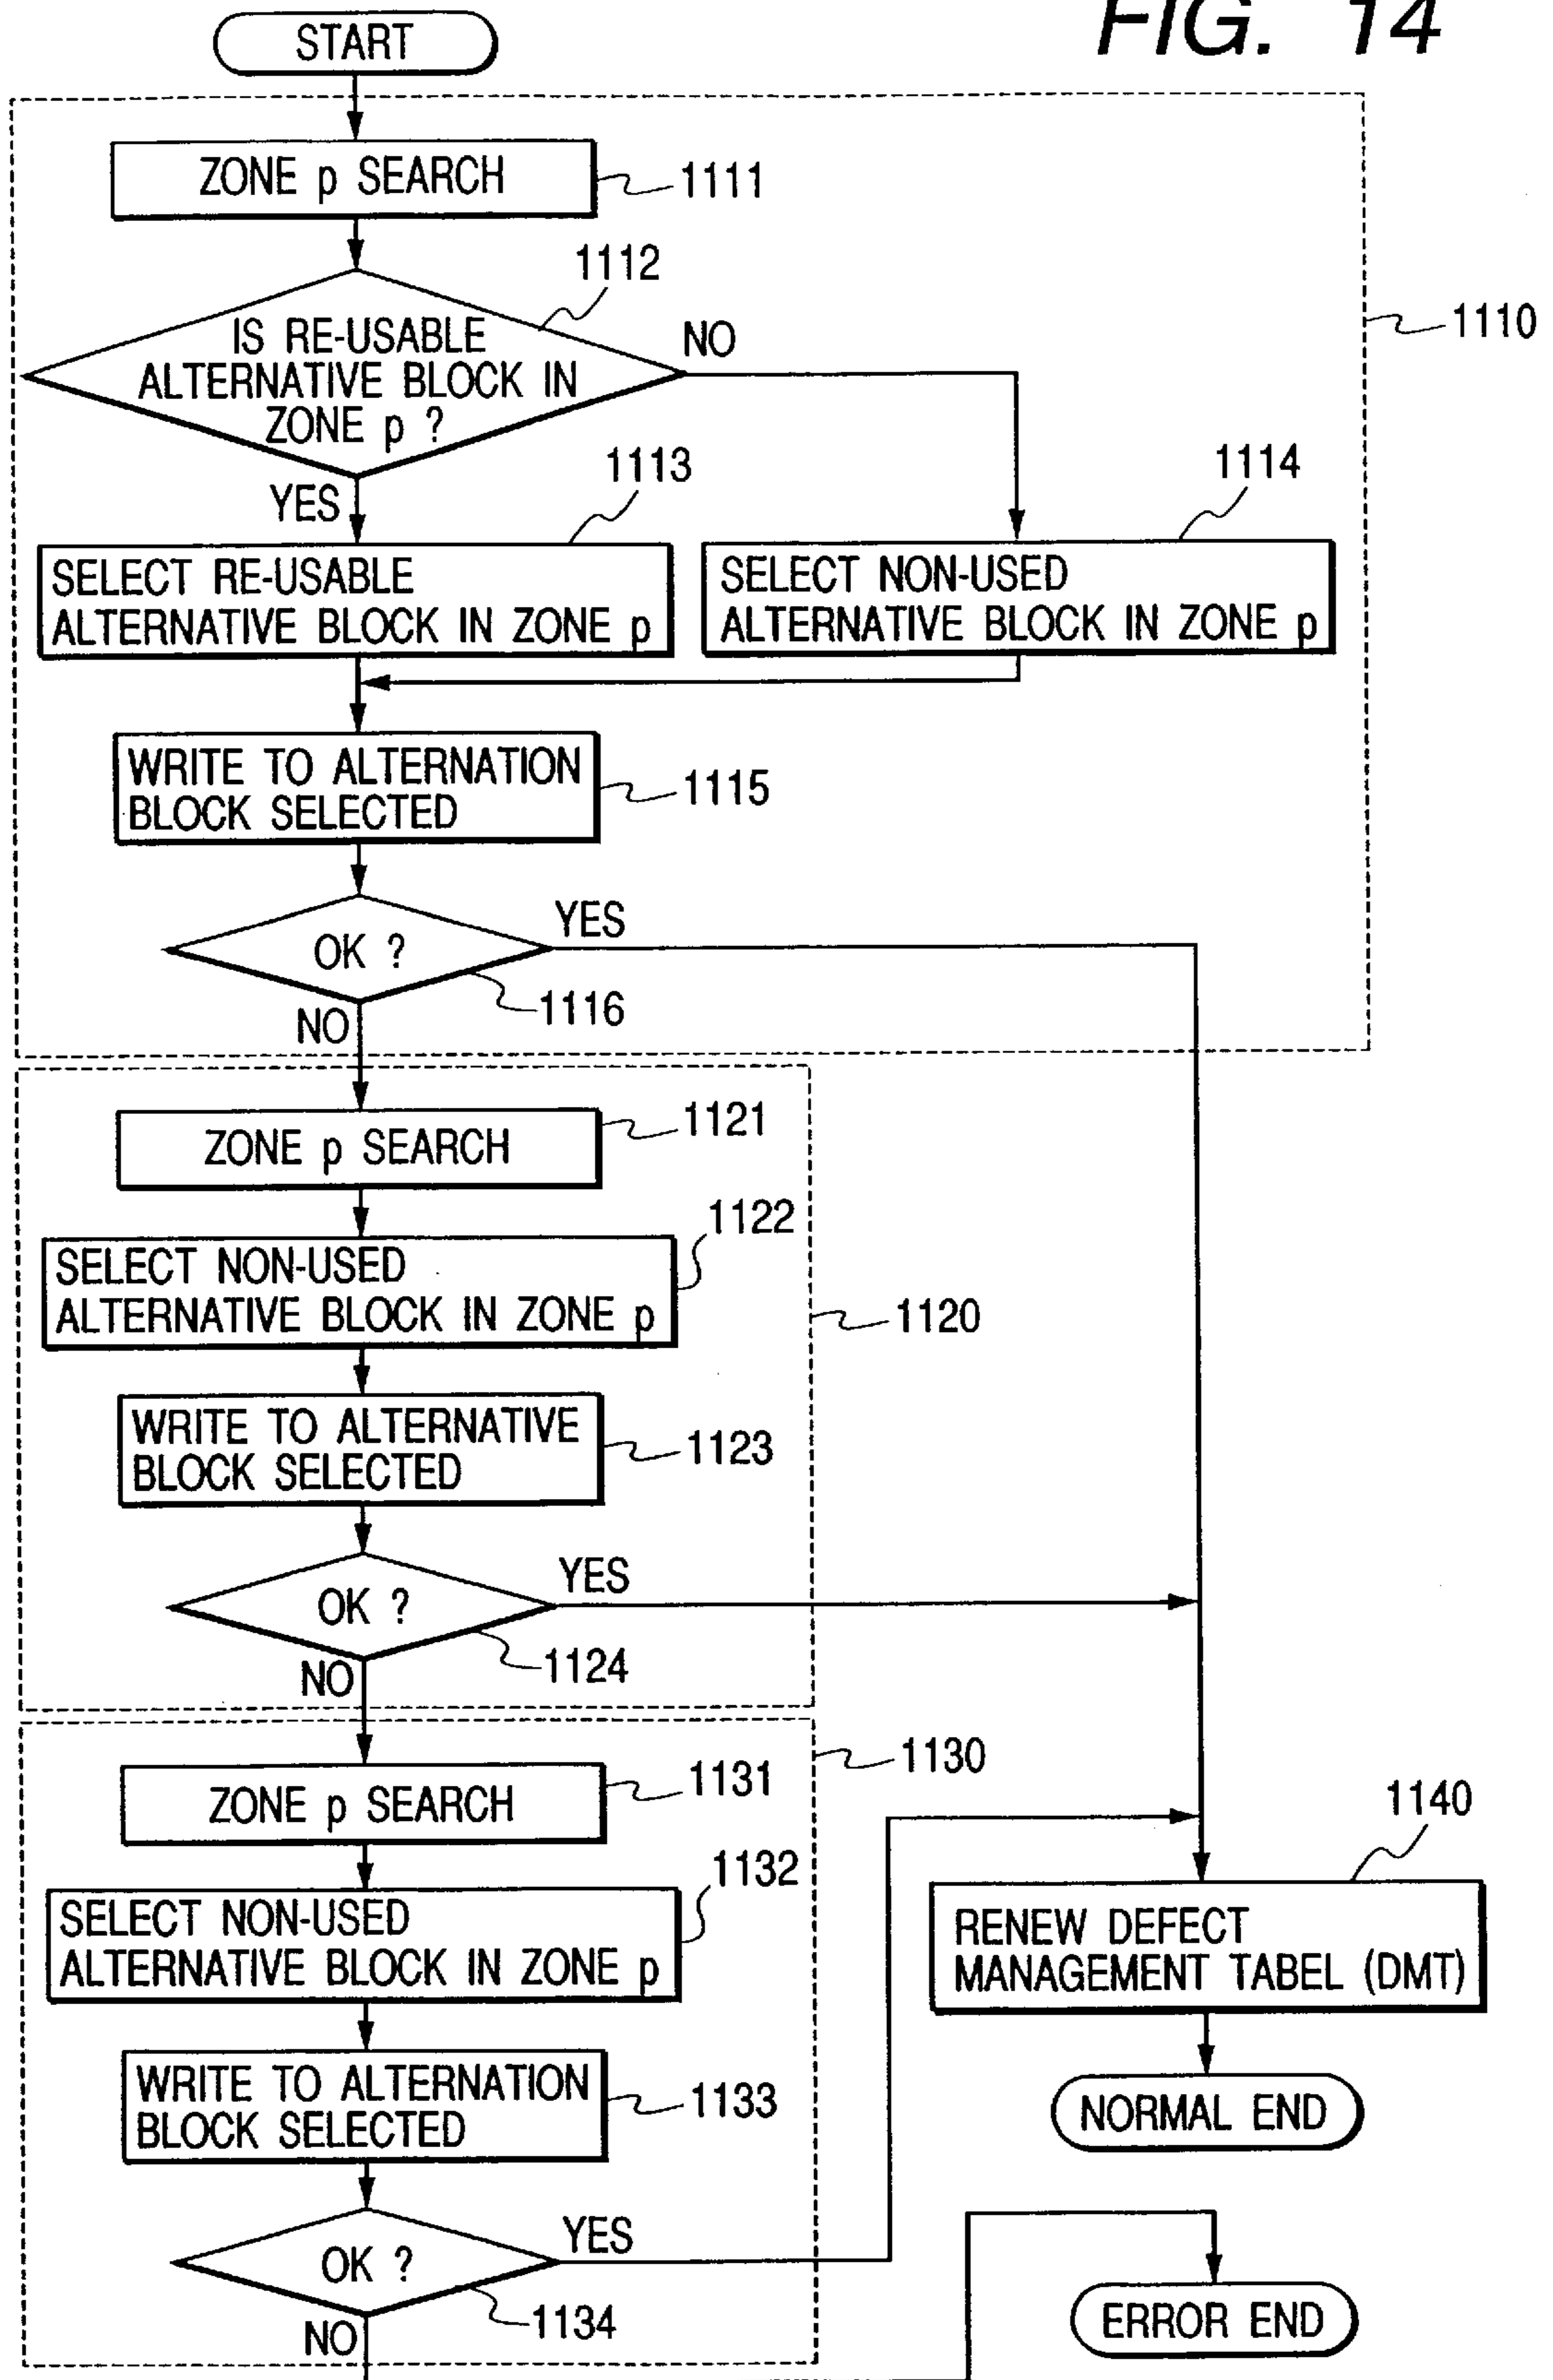 FIG. 14
START
ZONE p SEARCH
1111
1112
IS RE-USABLE
ALTERNATIVE BLOCK IN
ZONE p ?
NO
1110
YES
1113
1114
SELECT RE-USABLE
ALTERNATIVE BLOCK IN ZONE p
SELECT NON-USED
ALTERNATIVE BLOCK IN ZONE p
WRITE TO ALTERNATION
BLOCK SELECTED
1115
OK ?
YES
1116
NO
ZONE p SEARCH
1121
1122
SELECT NON-USED
ALTERNATIVE BLOCK IN ZONE p
1120
WRITE TO ALTERNATIVE
BLOCK SELECTED
1123
OK ?
YES
1124
NO
1130
ZONE p SEARCH
1131
1132
SELECT NON-USED
ALTERNATIVE BLOCK IN ZONE p
1140
RENEW DEFECT
MANAGEMENT TABEL (DMT)
WRITE TO ALTERNATION
BLOCK SELECTED
1133
NORMAL END
OK ?
YES
1134
NO
ERROR END